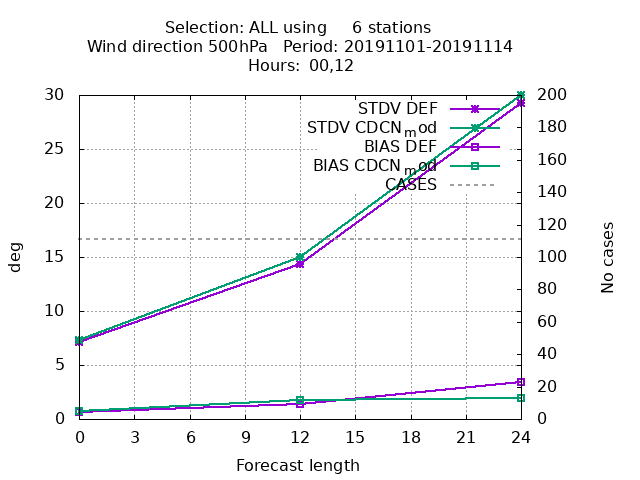 Selection: ALL using     6 stations
Wind direction 500hPa   Period: 20191101-20191114
Hours: 00,12
30
25
20
15
10
5
0
deg
STDV DEF
STDV CDCN_mod
BIAS DEF
BIAS CDCN_mod
CASES
200
180
160
140
120
100
80
60
40
20
0
No cases
0 3 6 9 12 15 18 21 24
Forecast length